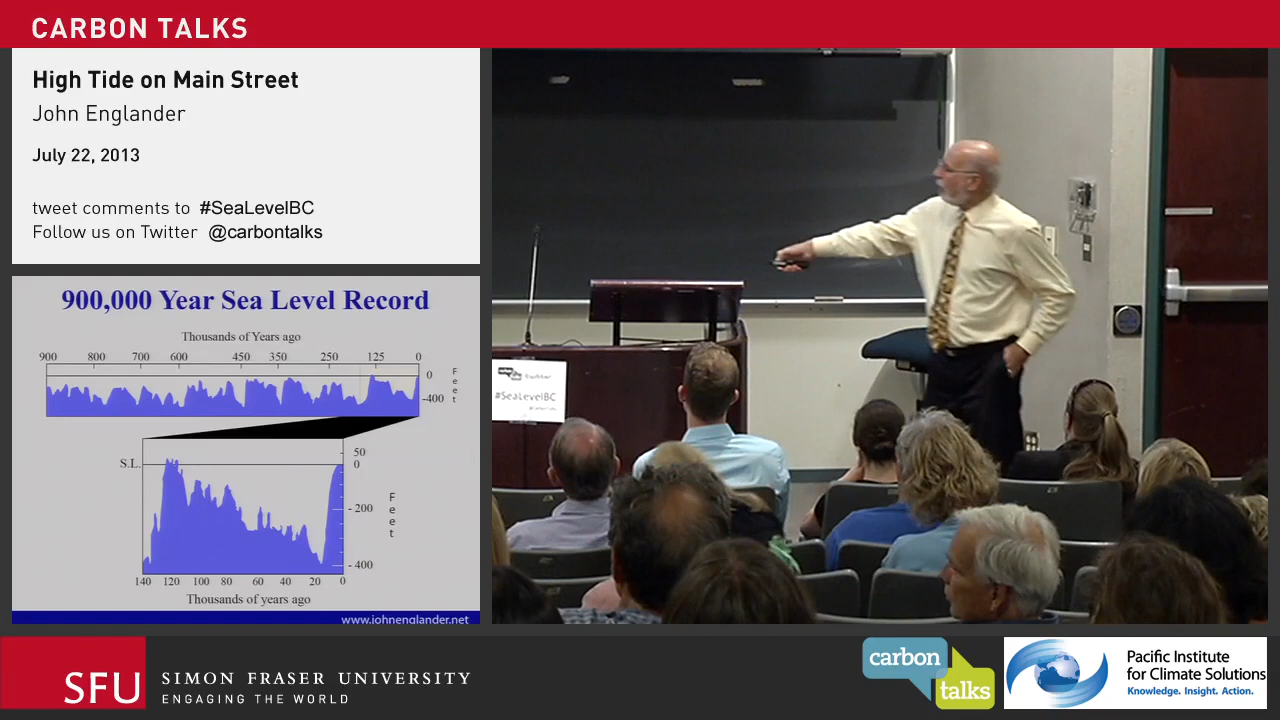 CARBON TALKS
High Tide on Main Street
John Englander
July 22, 2013
tweet comments to #SeaLevelBC
Follow us on Twitter @carbontalks
900,000 Year Sea Level Record
Thousands of Years ago
900 800 700 600 450 350 250 125 0
0
-400
Feet
S.L.
50
0
- 200
- 400
Feet
140 120 100 80 60 40 20 0
Thousands of years ago
www.johnenglander.net
#SeaLevelBC
SFU
SIMON FRASER UNIVERSITY
ENGAGING THE WORLD
carbon
talks
Pacific Institute
for Climate Solutions
Knowledge. Insight. Action.